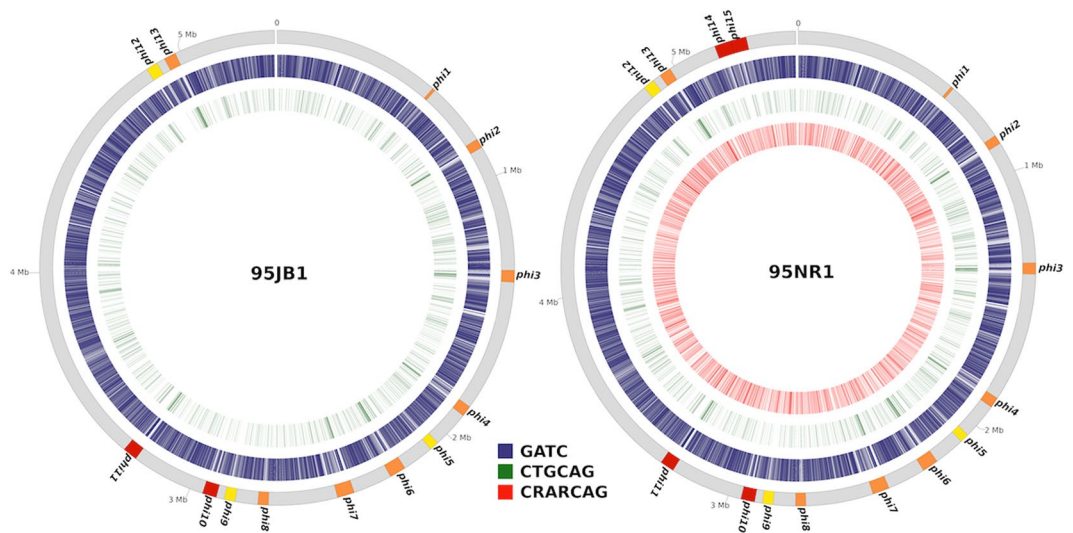 0
phi1
phi2
1 Mb
phi3
phi4
2 Mb
phi5
phi6
phi7
phi8
phi9
phi10
3 Mb
phi11
4 Mb
phi12
phi13
5 Mb
95JB1
GATC
CTGCAG
CRARCAG
0
phi1
phi2
1 Mb
phi3
phi4
2 Mb
phi5
phi6
phi7
phi8
phi9
phi10
3 Mb
phi11
4 Mb
phi12
phi13
5 Mb
phi14
phi15
95NR1